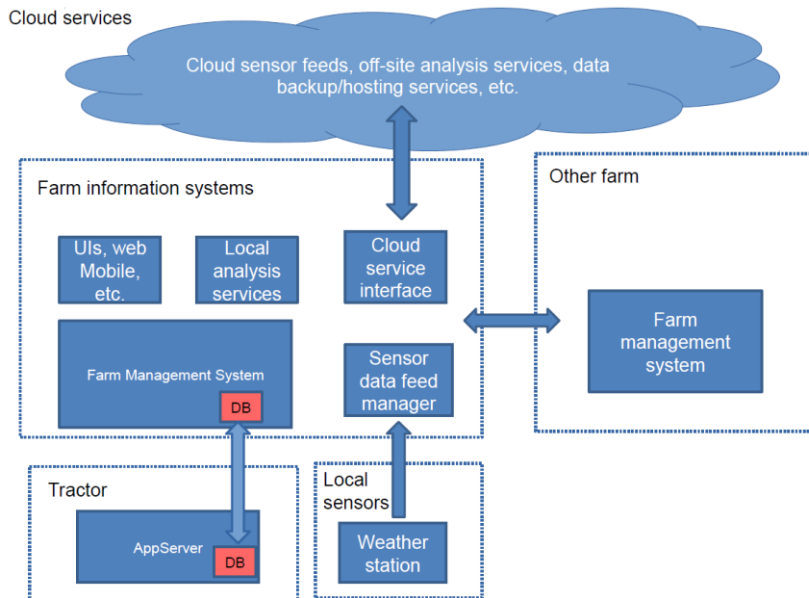 Cloud services
Cloud sensor feeds, off-site analysis services, data
backup/hosting services, etc.
Farm information systems
Other farm
UIs, web
Mobile,
etc.
Local
analysis
services
Cloud
service
interface
Farm Management System
DB
Sensor
data feed
manager
Farm
management
system
Tractor
AppServer
DB
Local
sensors
Weather
station